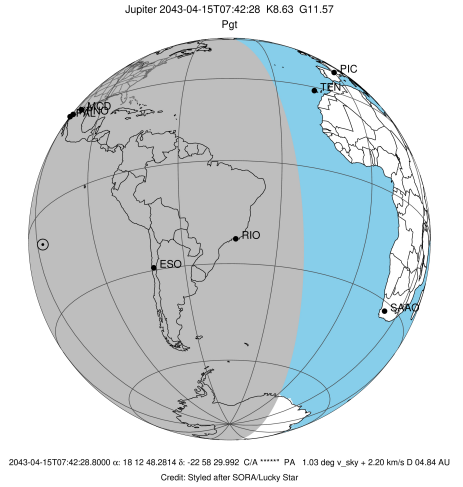 Jupiter 2043-04-15T07:42:28 K8.63 G11.57
Pgt
PIC
TEN
MCD
RIO
ESO
SAAO
2043-04-15T07:42:28.8000 α: 18 12 48.2814 δ: -22 58 29.992 C/A ****** PA 1.03 deg v_sky + 2.20 km/s D 04.84 AU
Credit: Styled after SORA/Lucky Star